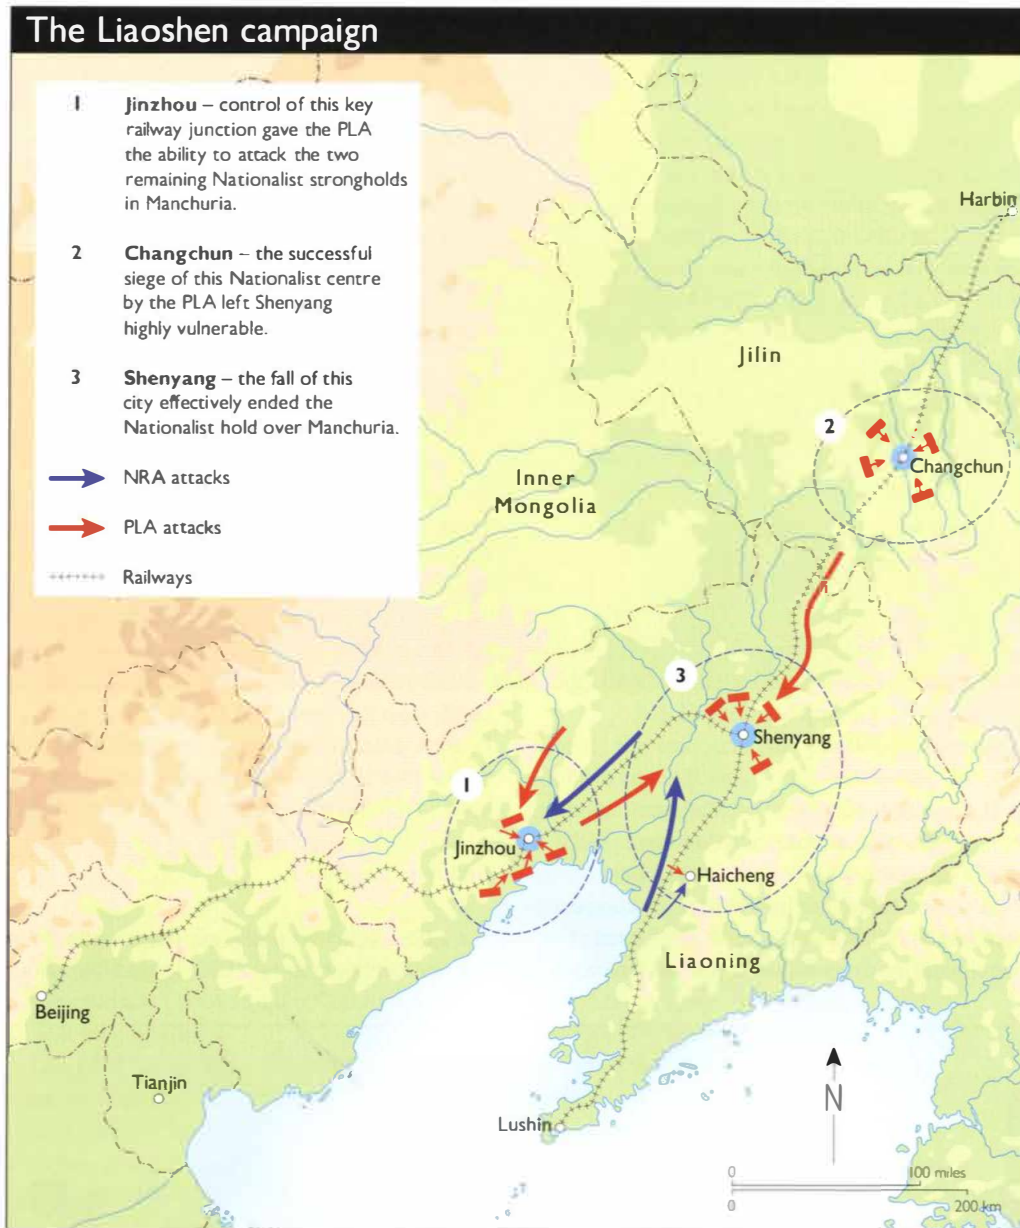 The Liaoshen campaign
1 Jinzhou – control of this key
railway junction gave the PLA
the ability to attack the two
remaining Nationalist strongholds
in Manchuria.
2 Changchun – the successful
siege of this Nationalist centre
by the PLA left Shenyang
highly vulnerable.
3 Shenyang – the fall of this
city effectively ended the
Nationalist hold over Manchuria.
NRA attacks
PLA attacks
Railways
Harbin
Jilin
2
Changchun
Inner
Mongolia
3
Shenyang
1
Jinzhou
Haicheng
Liaoning
Beijing
Tianjin
Lushin
N
0 100 miles
0 200 km